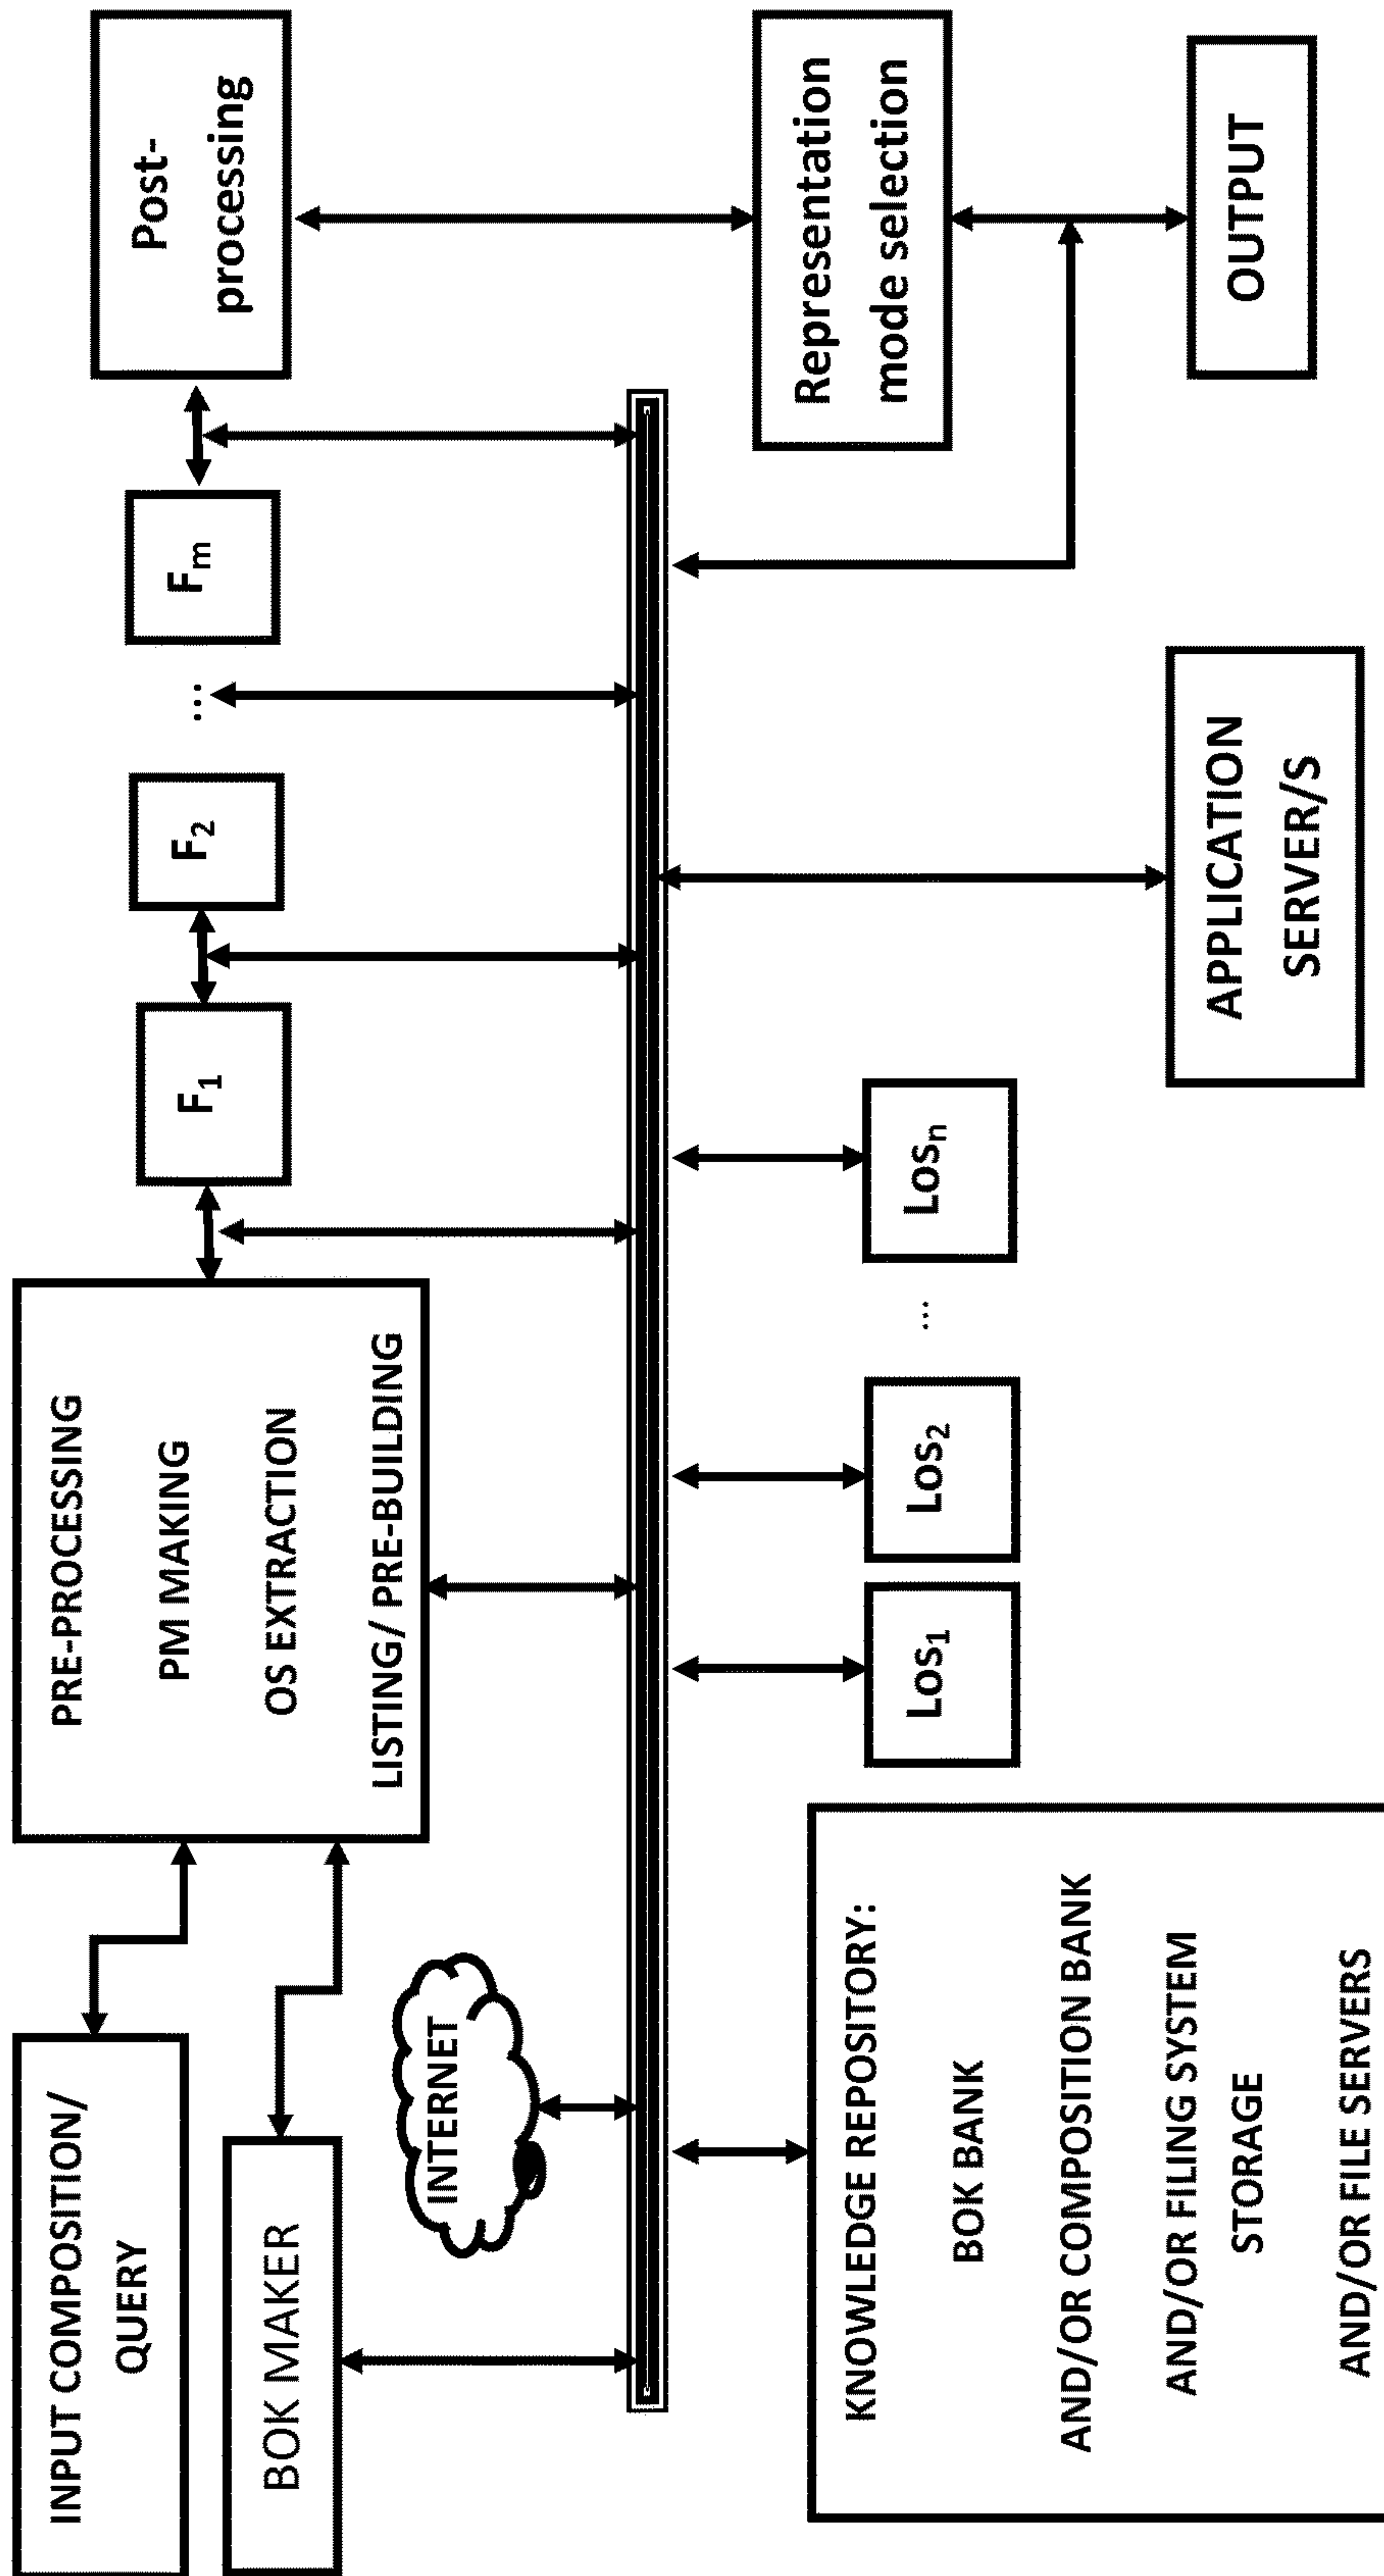 INPUT COMPOSITION/
QUERY
BOK MAKER
INTERNET
PRE-PROCESSING
PM MAKING
OS EXTRACTION
LISTING/ PRE-BUILDING
F₁
F₂
...
Fₘ
Post-
processing
KNOWLEDGE REPOSITORY:
BOK BANK
AND/OR COMPOSITION BANK
AND/OR FILING SYSTEM
STORAGE
AND/OR FILE SERVERS
LOS₁
LOS₂
...
LOSₙ
APPLICATION
SERVER/S
Representation
mode selection
OUTPUT